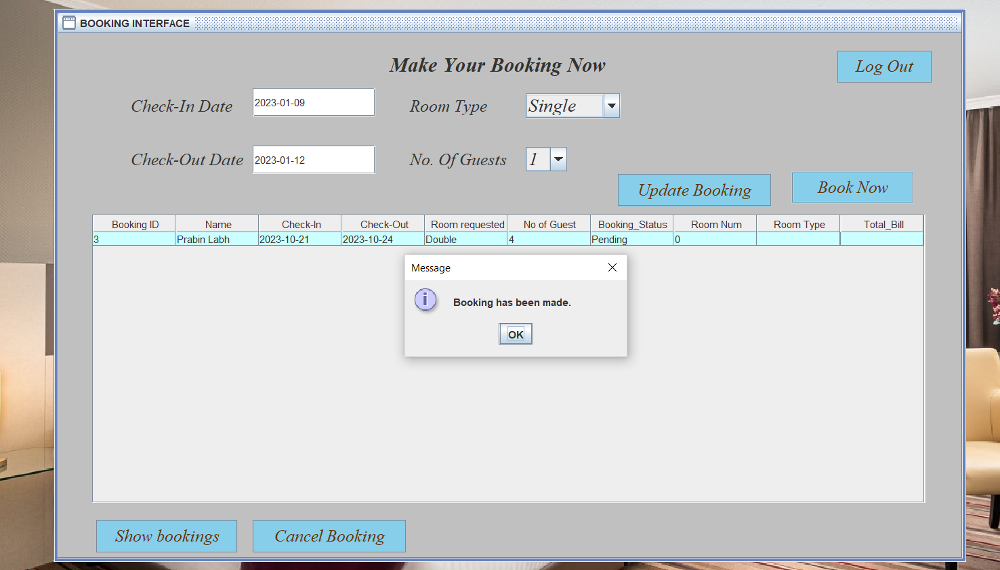 BOOKING INTERFACE
Make Your Booking Now
Log Out
Check-In Date 2023-01-09 Room Type Single
Check-Out Date 2023-01-12 No. Of Guests 1
Update Booking Book Now
Booking ID Name Check-In Check-Out Room requested No of Guest Booking_Status Room Num Room Type Total_Bill
3 Prabin Labh 2023-10-21 2023-10-24 Double 4 Pending 0
Message
i
Booking has been made.
OK
Show bookings Cancel Booking